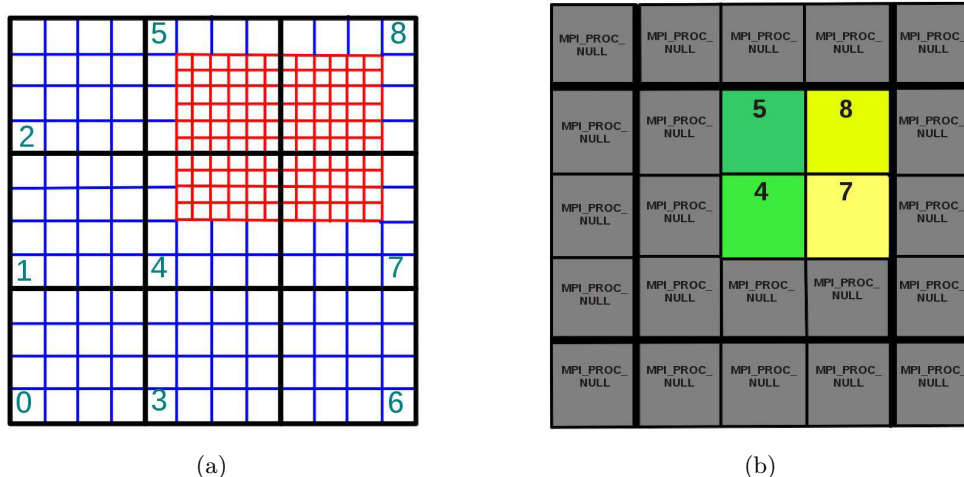 5 8
2
1 4 7
0 3 6
(a)
MPI_PROC_ MPI_PROC_ MPI_PROC_ MPI_PROC_ MPI_PROC_
NULL NULL NULL NULL NULL
MPI_PROC_ MPI_PROC_ 5 8 MPI_PROC_
NULL NULL NULL
MPI_PROC_ MPI_PROC_ 4 7 MPI_PROC_
NULL NULL NULL
MPI_PROC_ MPI_PROC_ MPI_PROC_ MPI_PROC_ MPI_PROC_
NULL NULL NULL NULL NULL
MPI_PROC_ MPI_PROC_ MPI_PROC_ MPI_PROC_ MPI_PROC_
NULL NULL NULL NULL NULL
(b)